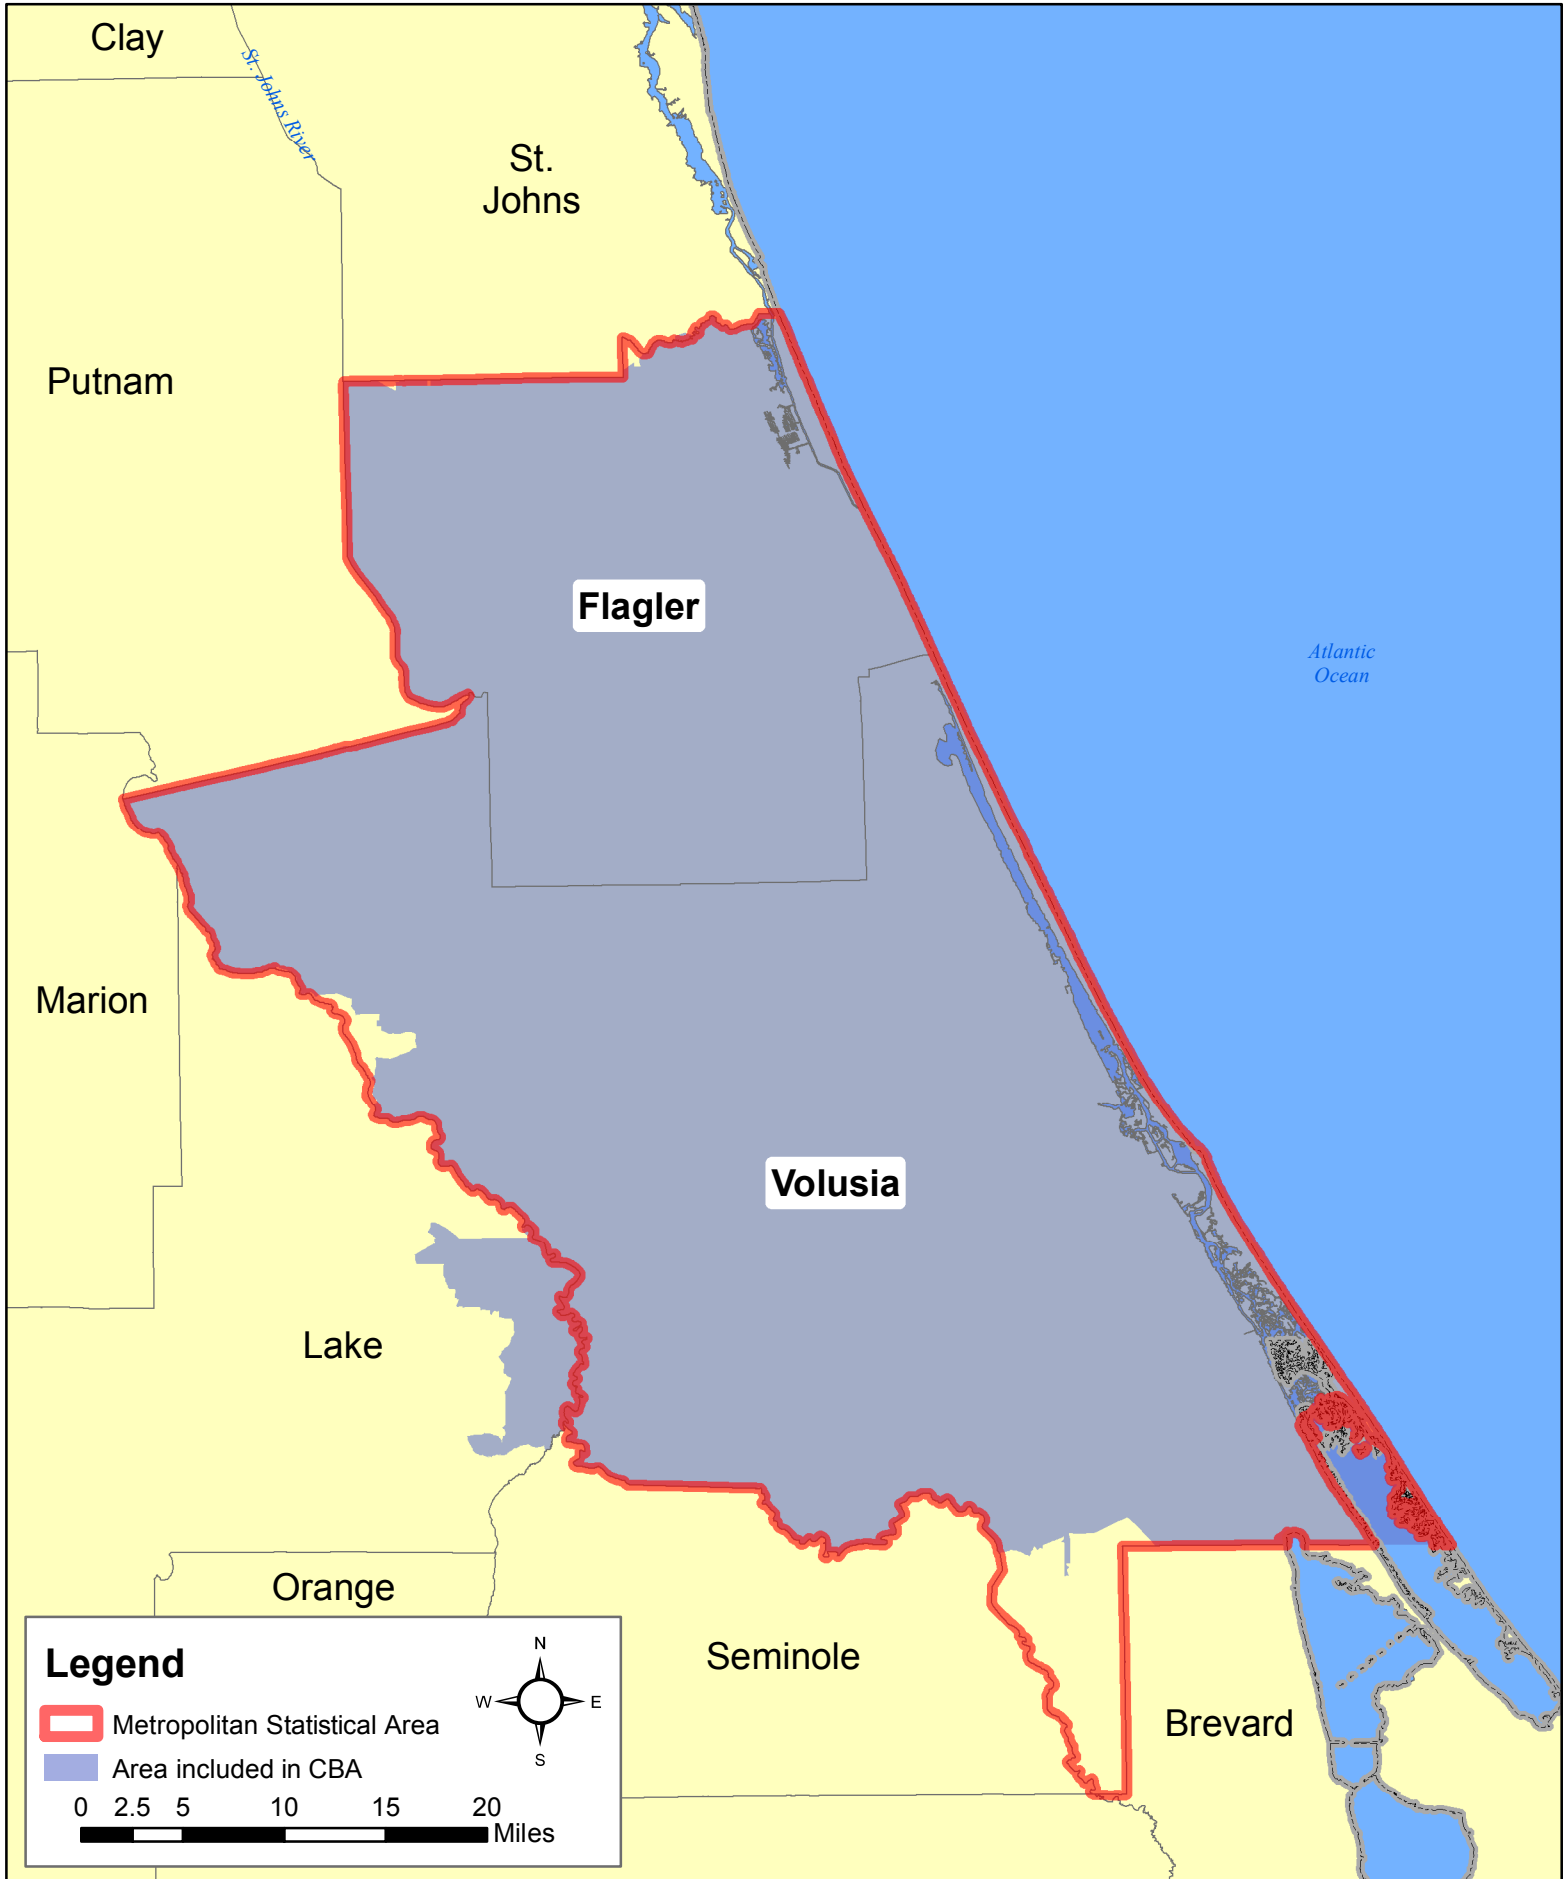 Clay
St. Johns River
St.
Johns
Putnam
Flagler
Atlantic
Ocean
Marion
Volusia
Lake
Orange
Seminole
Brevard
Legend
Metropolitan Statistical Area
Area included in CBA
N
W
E
S
0 2.5 5 10 15 20
Miles